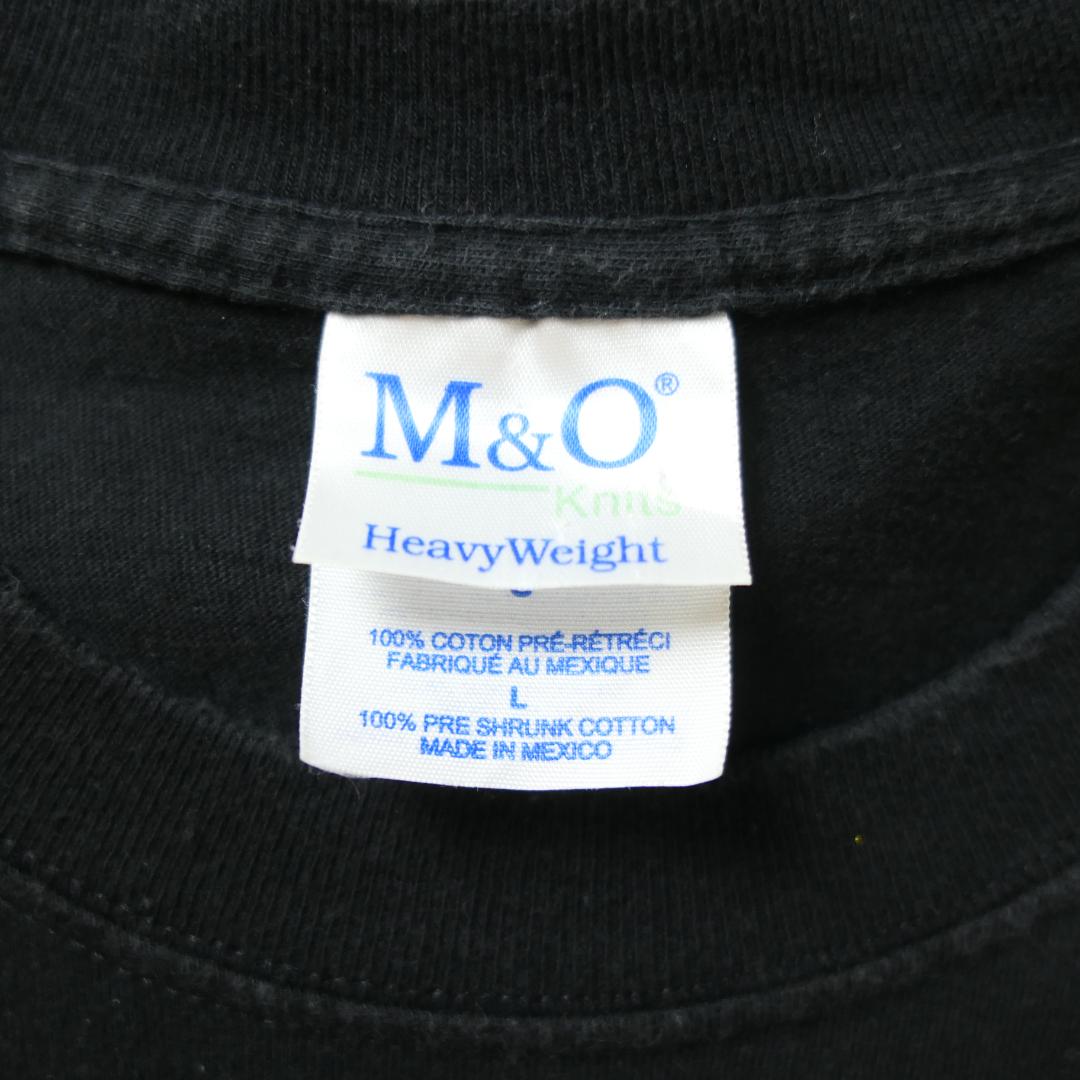 M&O®
Knits
HeavyWeight
100% COTON PRÉ-RÉTRÉCI
FABRIQUÉ AU MEXIQUE
L
100% PRE SHRUNK COTTON
MADE IN MEXICO